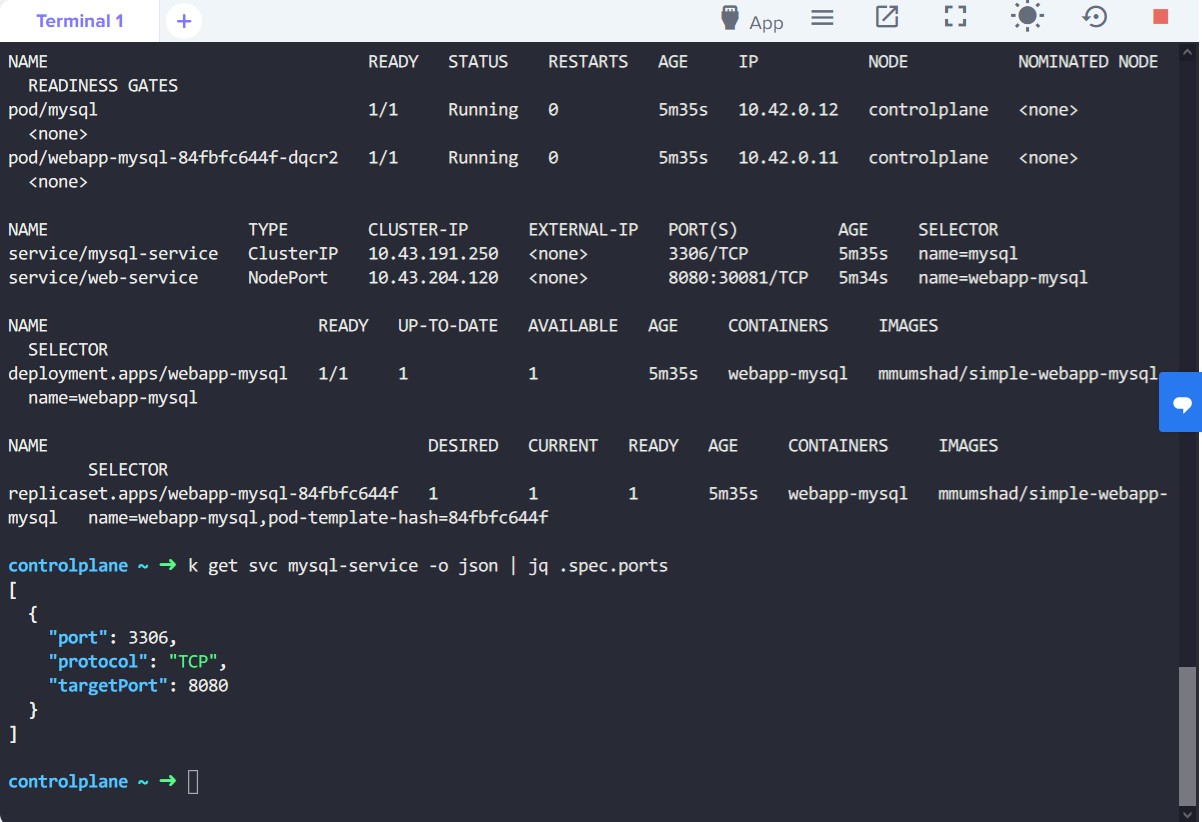 Terminal 1 + App
NAME READY STATUS RESTARTS AGE IP NODE NOMINATED NODE
READINESS GATES
pod/mysql 1/1 Running 0 5m35s 10.42.0.12 controlplane <none>
<none>
pod/webapp-mysql-84fbfc644f-dqcr2 1/1 Running 0 5m35s 10.42.0.11 controlplane <none>
<none>
NAME TYPE CLUSTER-IP EXTERNAL-IP PORT(S) AGE SELECTOR
service/mysql-service ClusterIP 10.43.191.250 <none> 3306/TCP 5m35s name=mysql
service/web-service NodePort 10.43.204.120 <none> 8080:30081/TCP 5m34s name=webapp-mysql
NAME READY UP-TO-DATE AVAILABLE AGE CONTAINERS IMAGES
SELECTOR
deployment.apps/webapp-mysql 1/1 1 1 5m35s webapp-mysql mmumshad/simple-webapp-mysql
name=webapp-mysql
NAME DESIRED CURRENT READY AGE CONTAINERS IMAGES
SELECTOR
replicaset.apps/webapp-mysql-84fbfc644f 1 1 1 5m35s webapp-mysql mmumshad/simple-webapp-
mysql name=webapp-mysql,pod-template-hash=84fbfc644f
controlplane ~ ➜ k get svc mysql-service -o json | jq .spec.ports
[
{
"port": 3306,
"protocol": "TCP",
"targetPort": 8080
}
]
controlplane ~ ➜